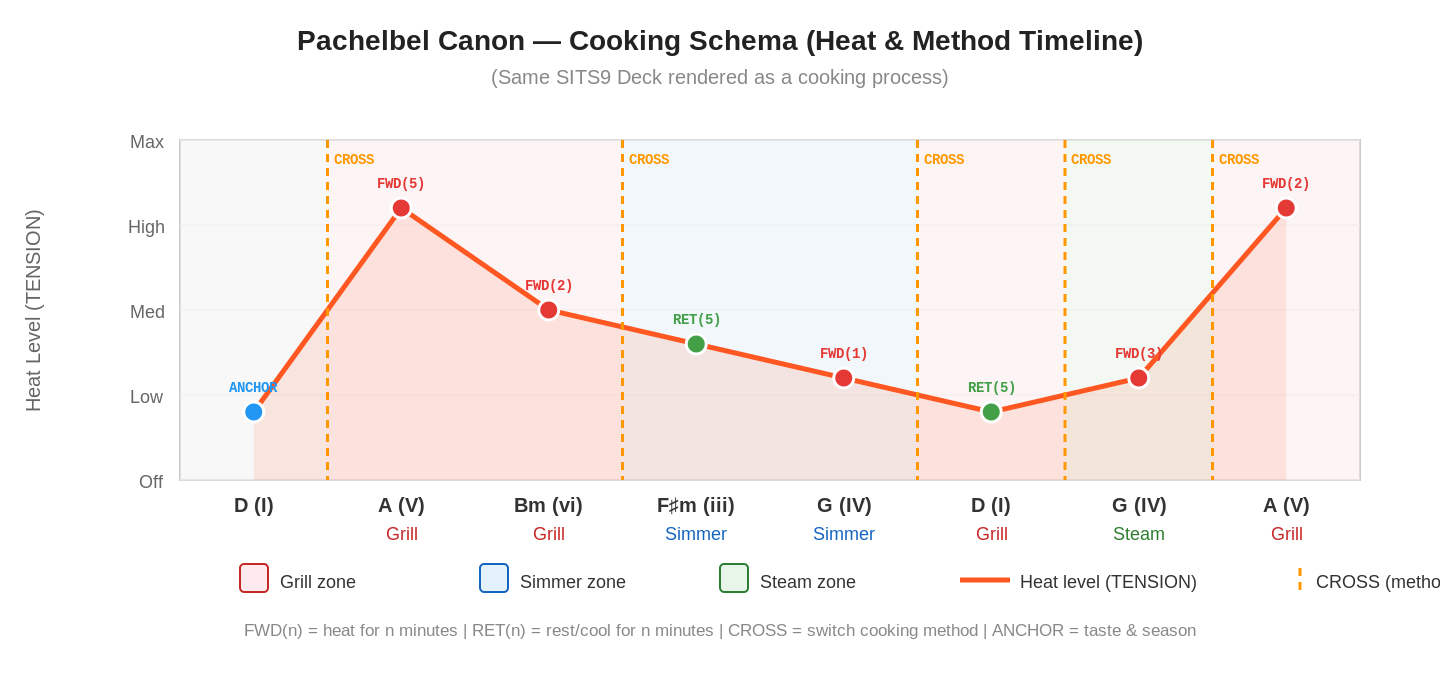 Pachelbel Canon — Cooking Schema (Heat & Method Timeline)
(Same SITS9 Deck rendered as a cooking process)
Heat Level (TENSION)
Max
High
Med
Low
Off
CROSS
CROSS
CROSS
CROSS
CROSS
ANCHOR
FWD(5)
FWD(2)
RET(5)
FWD(1)
RET(5)
FWD(3)
FWD(2)
D (I) A (V) Bm (vi) F♯m (iii) G (IV) D (I) G (IV) A (V)
Grill Grill Simmer Simmer Grill Steam Grill
Grill zone Simmer zone Steam zone Heat level (TENSION) CROSS (metho
FWD(n) = heat for n minutes | RET(n) = rest/cool for n minutes | CROSS = switch cooking method | ANCHOR = taste & season